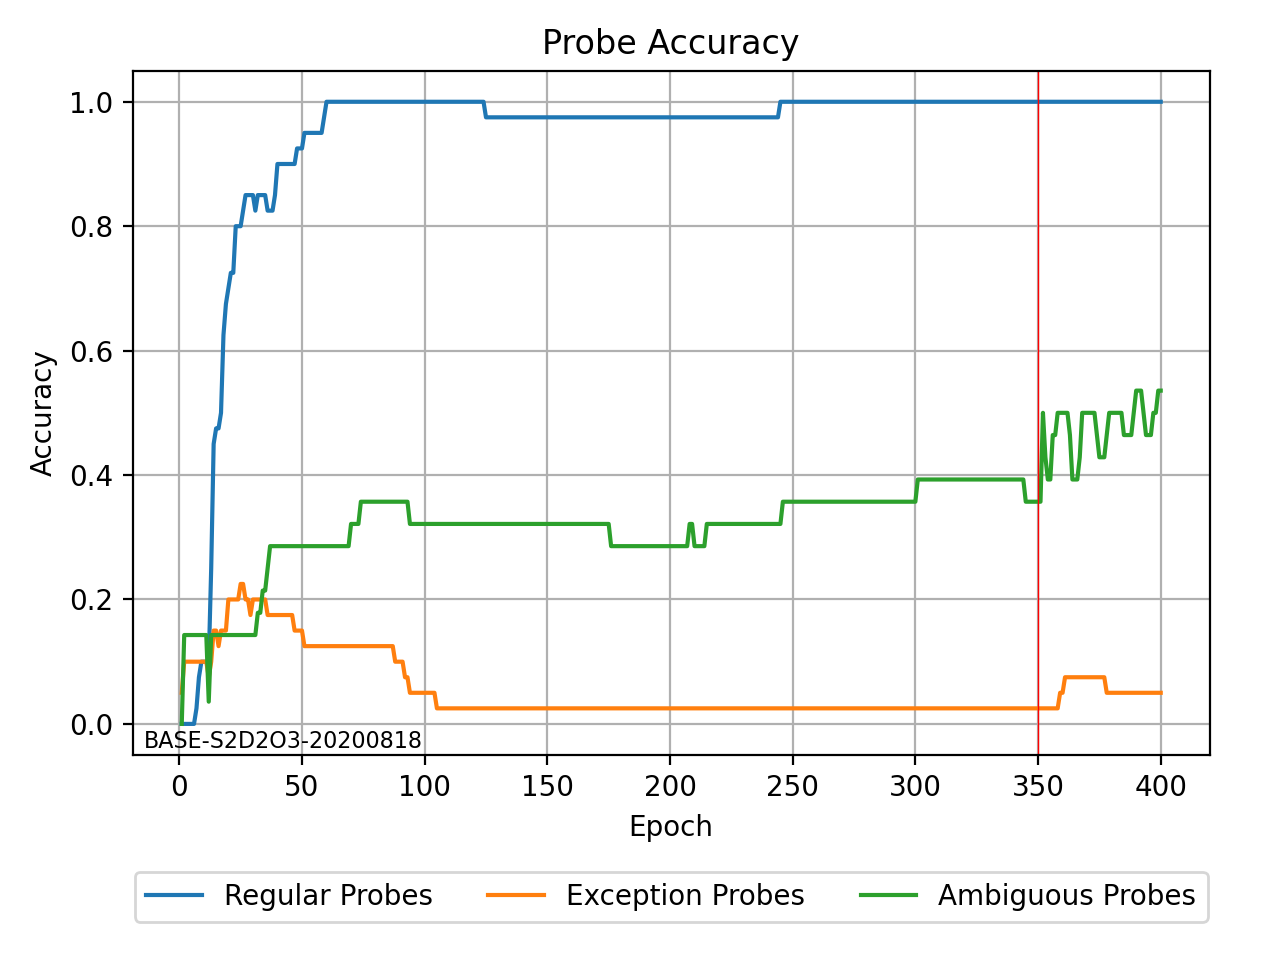 Probe Accuracy
1.0
0.8
0.6
0.4
0.2
0.0
Accuracy
BASE-S2D2O3-20200818
0 50 100 150 200 250 300 350 400
Epoch
Regular Probes Exception Probes Ambiguous Probes